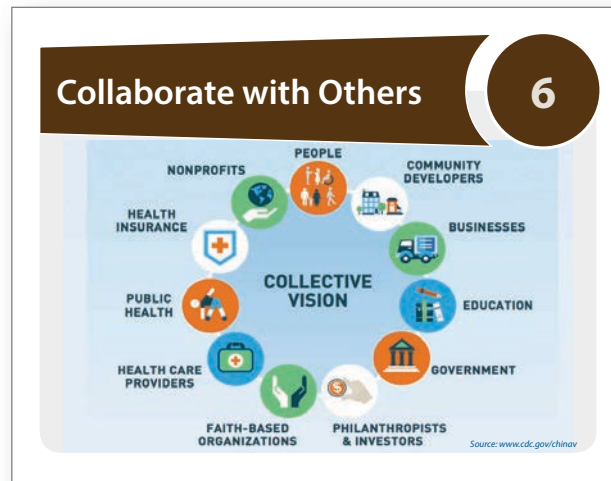 Collaborate with Others
6
PEOPLE
NONPROFITS
COMMUNITY
DEVELOPERS
HEALTH
INSURANCE
BUSINESSES
COLLECTIVE
VISION
PUBLIC
HEALTH
EDUCATION
HEALTH CARE
PROVIDERS
GOVERNMENT
FAITH-BASED
ORGANIZATIONS
PHILANTHROPISTS
& INVESTORS
Source: www.cdc.gov/chinav